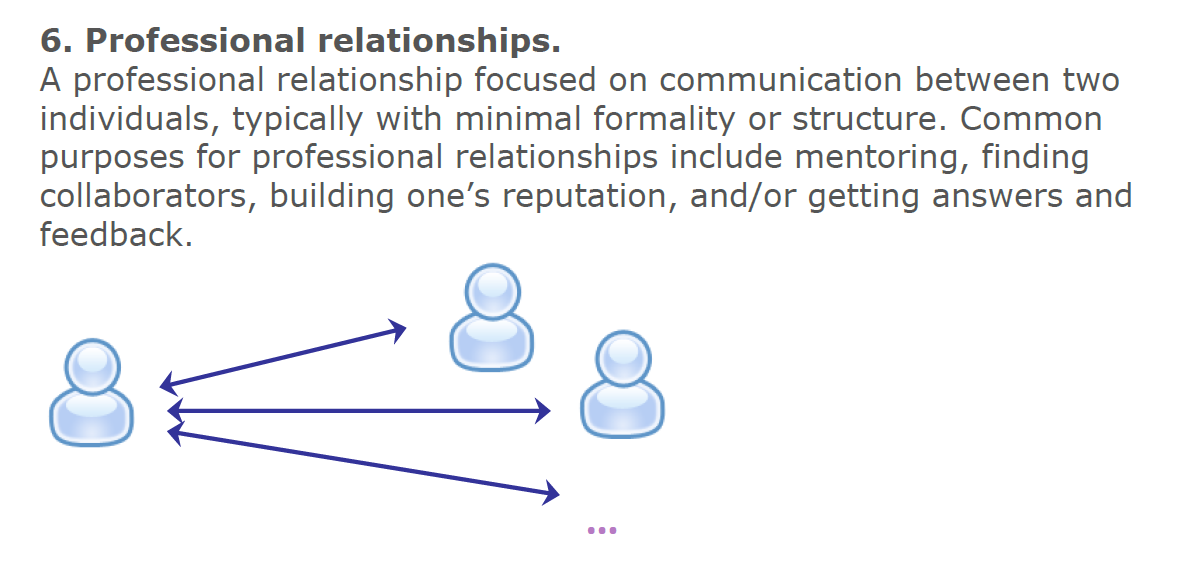 6. Professional relationships.
A professional relationship focused on communication between two
individuals, typically with minimal formality or structure. Common
purposes for professional relationships include mentoring, finding
collaborators, building one’s reputation, and/or getting answers and
feedback.
...